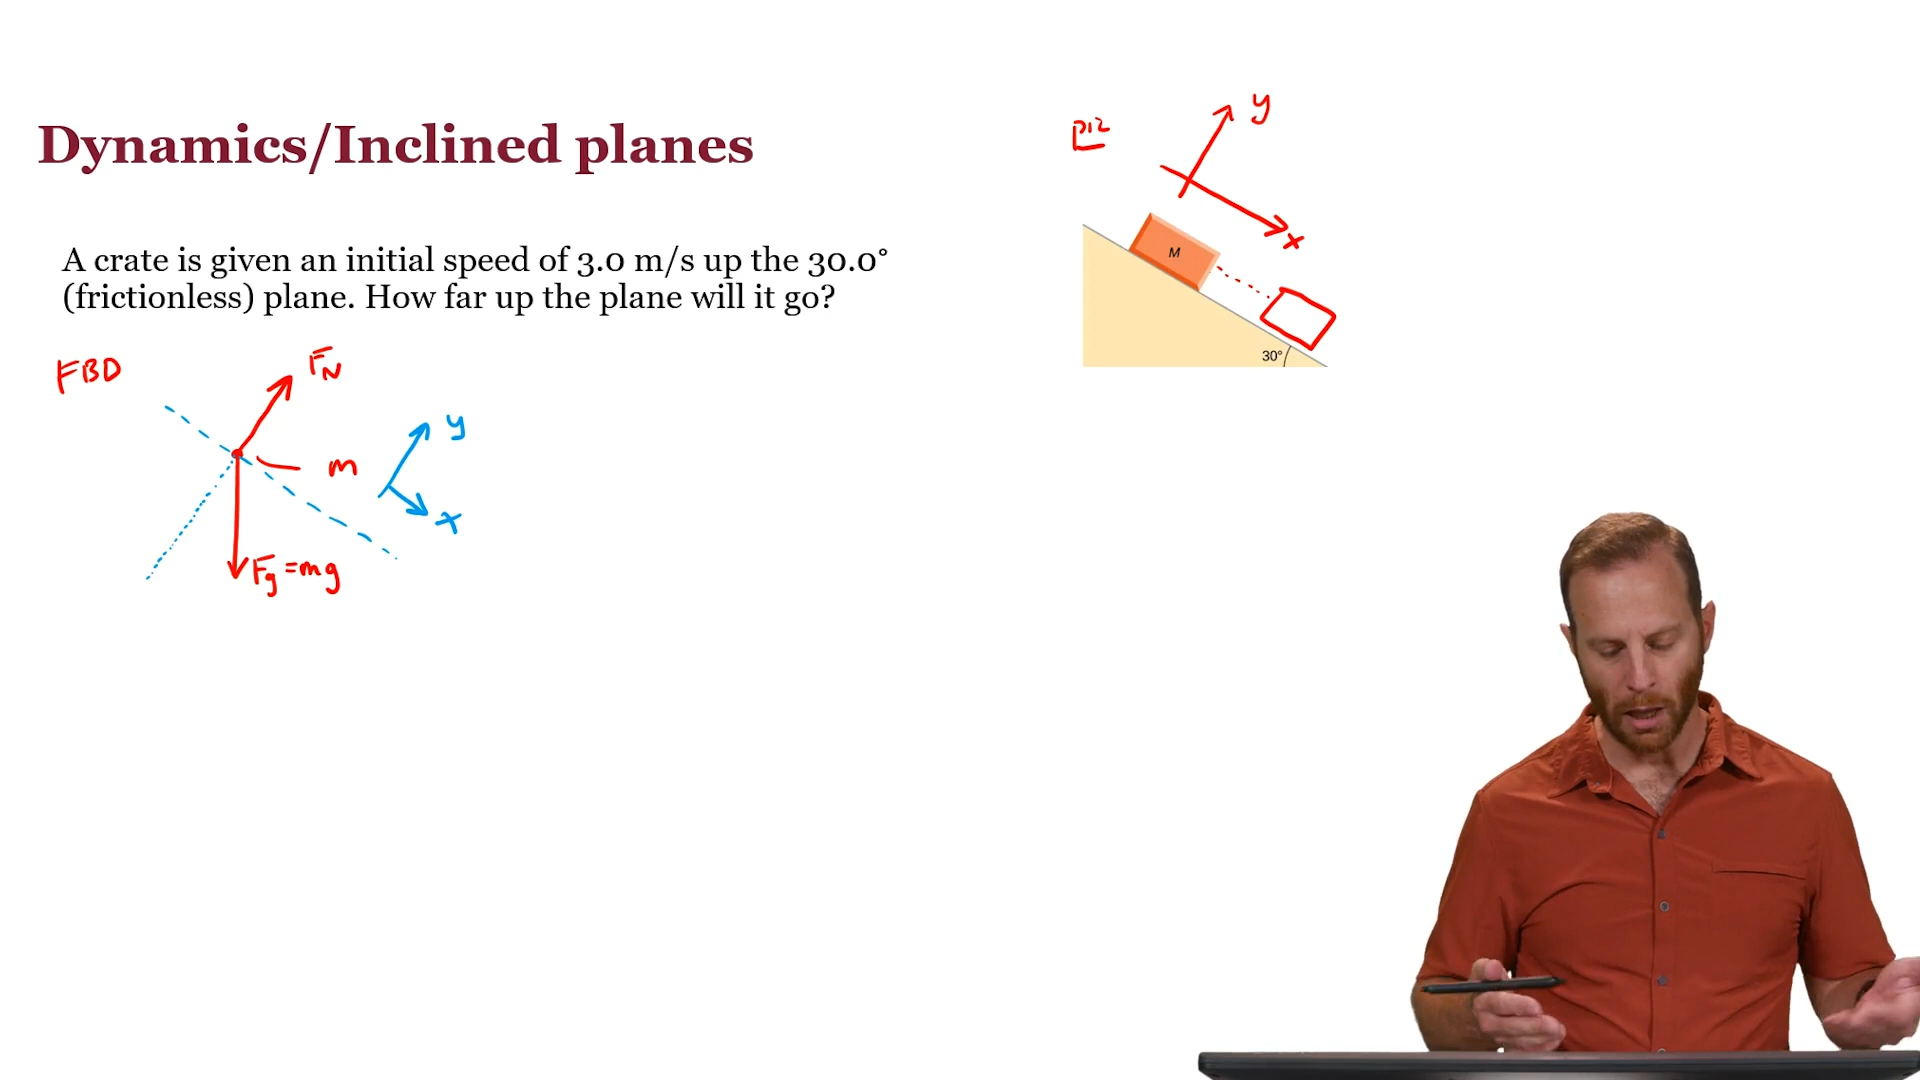 Dynamics/Inclined planes
A crate is given an initial speed of 3.0 m/s up the 30.0°
(frictionless) plane. How far up the plane will it go?
y
x
M
30°
FBD
F_N
m
y
x
F_g = mg